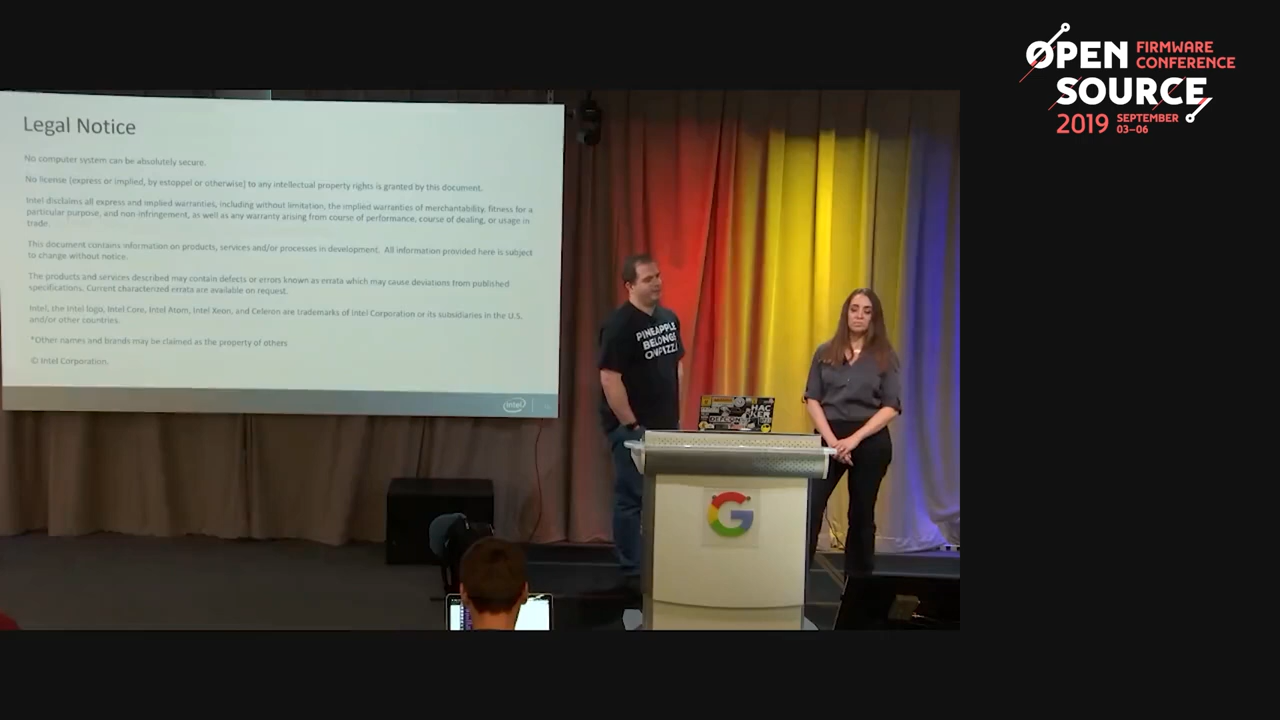 OPEN FIRMWARE
CONFERENCE
SOURCE
2019 SEPTEMBER
03–06
Legal Notice
No computer system can be absolutely secure.
No license (express or implied, by estoppel or otherwise) to any intellectual property rights is granted by this document.
Intel disclaims all express and implied warranties, including without limitation, the implied warranties of merchantability, fitness for a
particular purpose, and non-infringement, as well as any warranty arising from course of performance, course of dealing, or usage in
trade.
This document contains information on products, services and/or processes in development. All information provided here is subject
to change without notice.
The products and services described may contain defects or errors known as errata which may cause deviations from published
specifications. Current characterized errata are available on request.
Intel, the Intel logo, Intel Core, Intel Atom, Intel Xeon, and Celeron are trademarks of Intel Corporation or its subsidiaries in the U.S.
and/or other countries.
*Other names and brands may be claimed as the property of others
© Intel Corporation.
intel
PINEAPPLE
BELONGS
ON PIZZA
HAC
KER
DEFCON
G